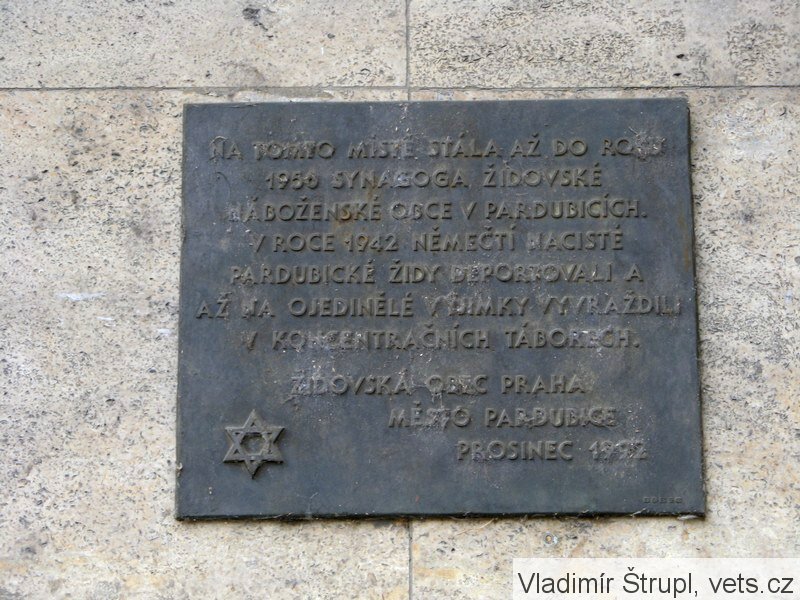 NA TOMTO MÍSTĚ STÁLA AŽ DO ROKU
SYNAGOGA ŽIDOVSKÉ
NÁBOŽENSKÉ OBCE V PARDUBICÍCH.
V ROCE 1942 NĚMEČTÍ NACISTÉ
PARDUBICKÉ ŽIDY DEPORTOVALI A
AŽ NA OJEDINĚLÉ VÝJIMKY VYVRAŽDILI
V KONCENTRAČNÍCH TÁBORECH.
ŽIDOVSKÁ OBEC PRAHA
MĚSTO PARDUBICE
PROSINEC 1992
Vladimír Štrupl, vets.cz